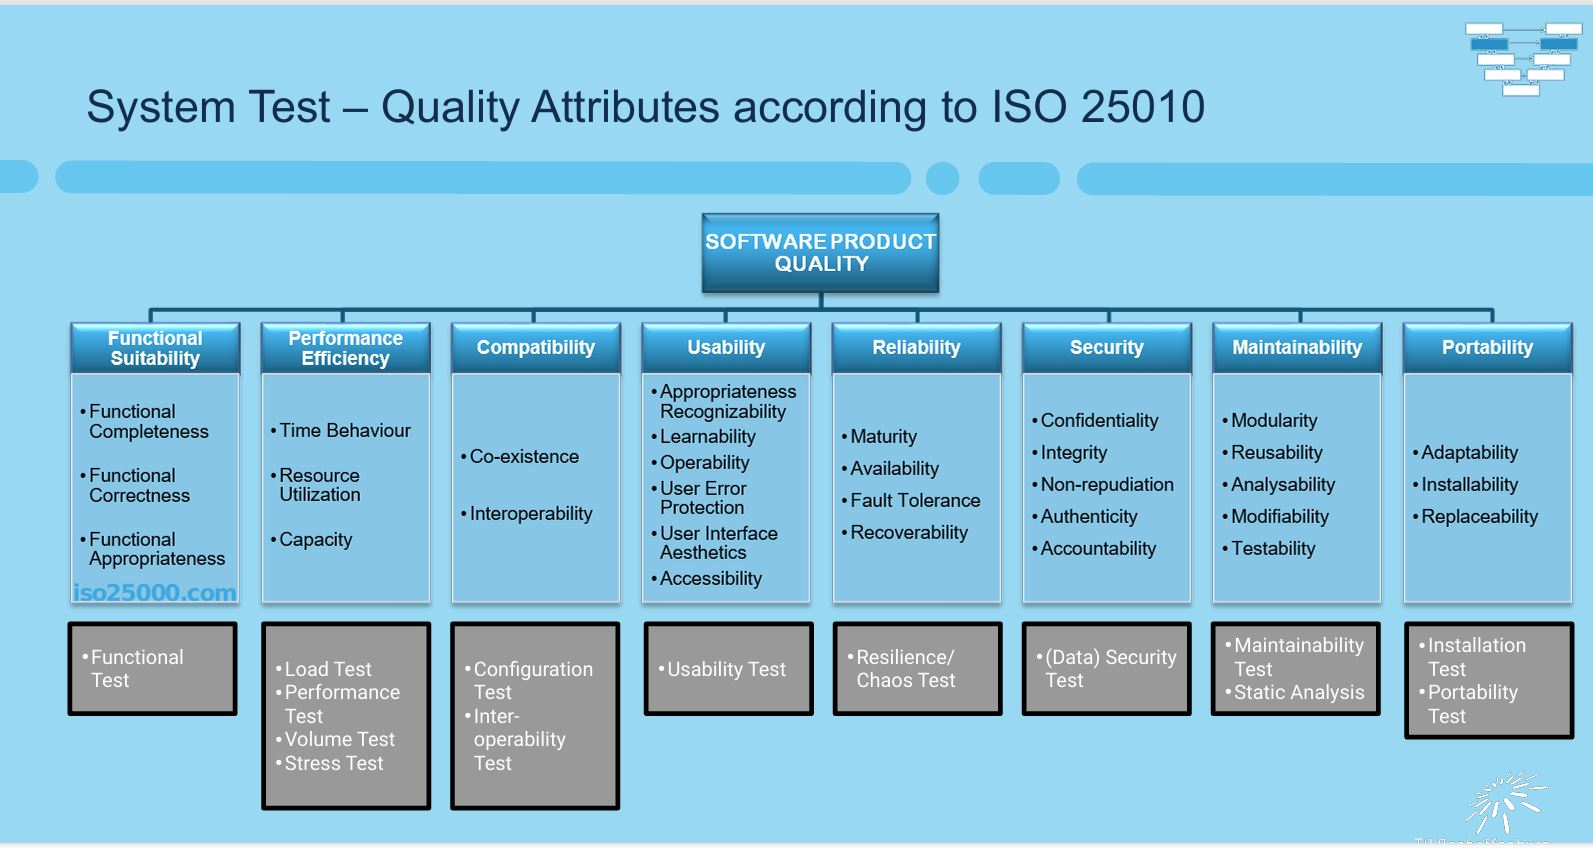 System Test – Quality Attributes according to ISO 25010
SOFTWARE PRODUCT
QUALITY
Functional
Suitability
• Functional
Completeness
• Functional
Correctness
• Functional
Appropriateness
iso25000.com
• Functional
Test
Performance
Efficiency
• Time Behaviour
• Resource
Utilization
• Capacity
• Load Test
• Performance
Test
• Volume Test
• Stress Test
Compatibility
• Co-existence
• Interoperability
• Configuration
Test
• Inter-
operability
Test
Usability
• Appropriateness
Recognizability
• Learnability
• Operability
• User Error
Protection
• User Interface
Aesthetics
• Accessibility
• Usability Test
Reliability
• Maturity
• Availability
• Fault Tolerance
• Recoverability
• Resilience/
Chaos Test
Security
• Confidentiality
• Integrity
• Non-repudiation
• Authenticity
• Accountability
• (Data) Security
Test
Maintainability
• Modularity
• Reusability
• Analysability
• Modifiability
• Testability
• Maintainability
Test
• Static Analysis
Portability
• Adaptability
• Installability
• Replaceability
• Installation
Test
• Portability
Test